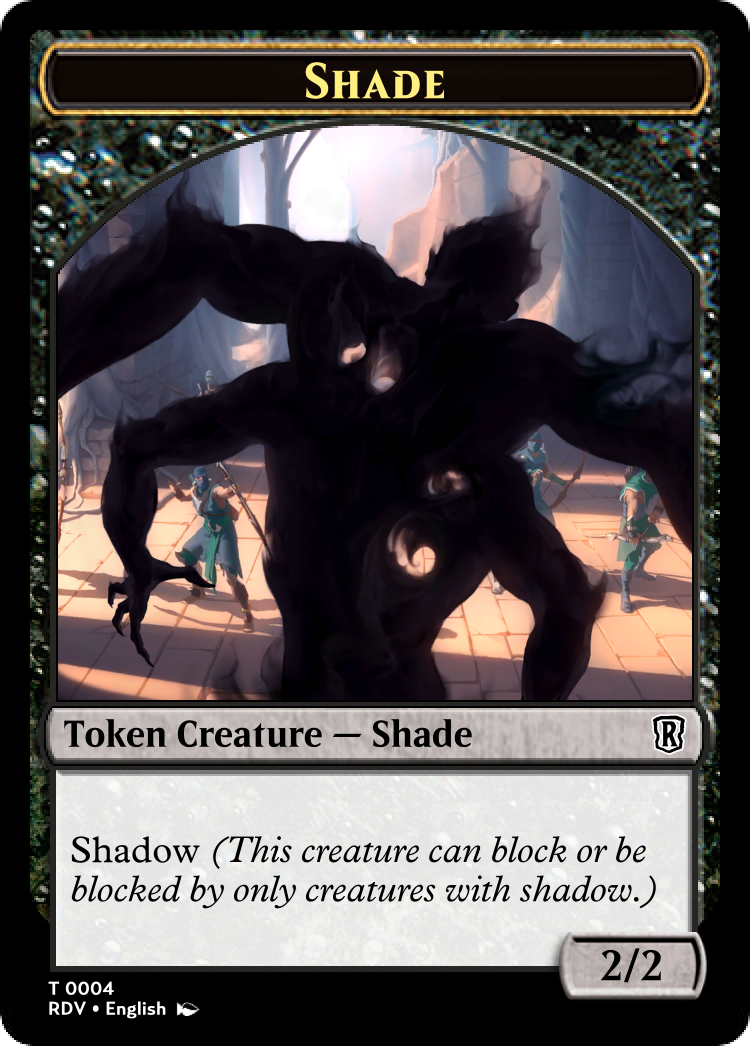 Shade
Token Creature — Shade
R
Shadow (This creature can block or be
blocked by only creatures with shadow.)
2/2
T 0004
RDV • English